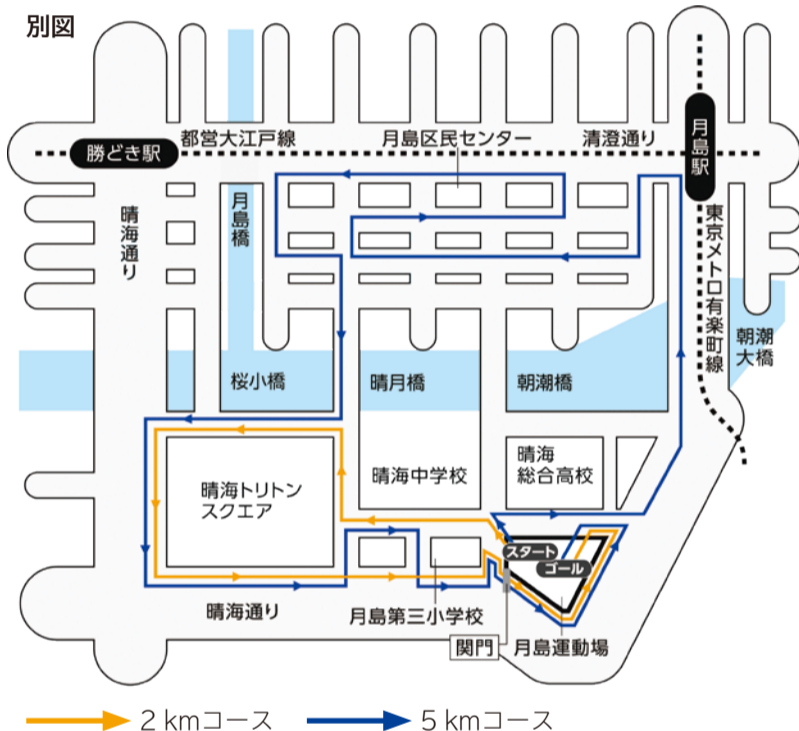 別図
都営大江戸線
月島区民センター
清澄通り
勝どき駅
月島駅
晴海通り
月島橋
東京メトロ有楽町線
朝潮
大橋
桜小橋
晴月橋
朝潮橋
晴海トリトン
スクエア
晴海中学校
晴海
総合高校
スタート
ゴール
晴海通り
月島第三小学校
関門
月島運動場
2 kmコース
5 kmコース